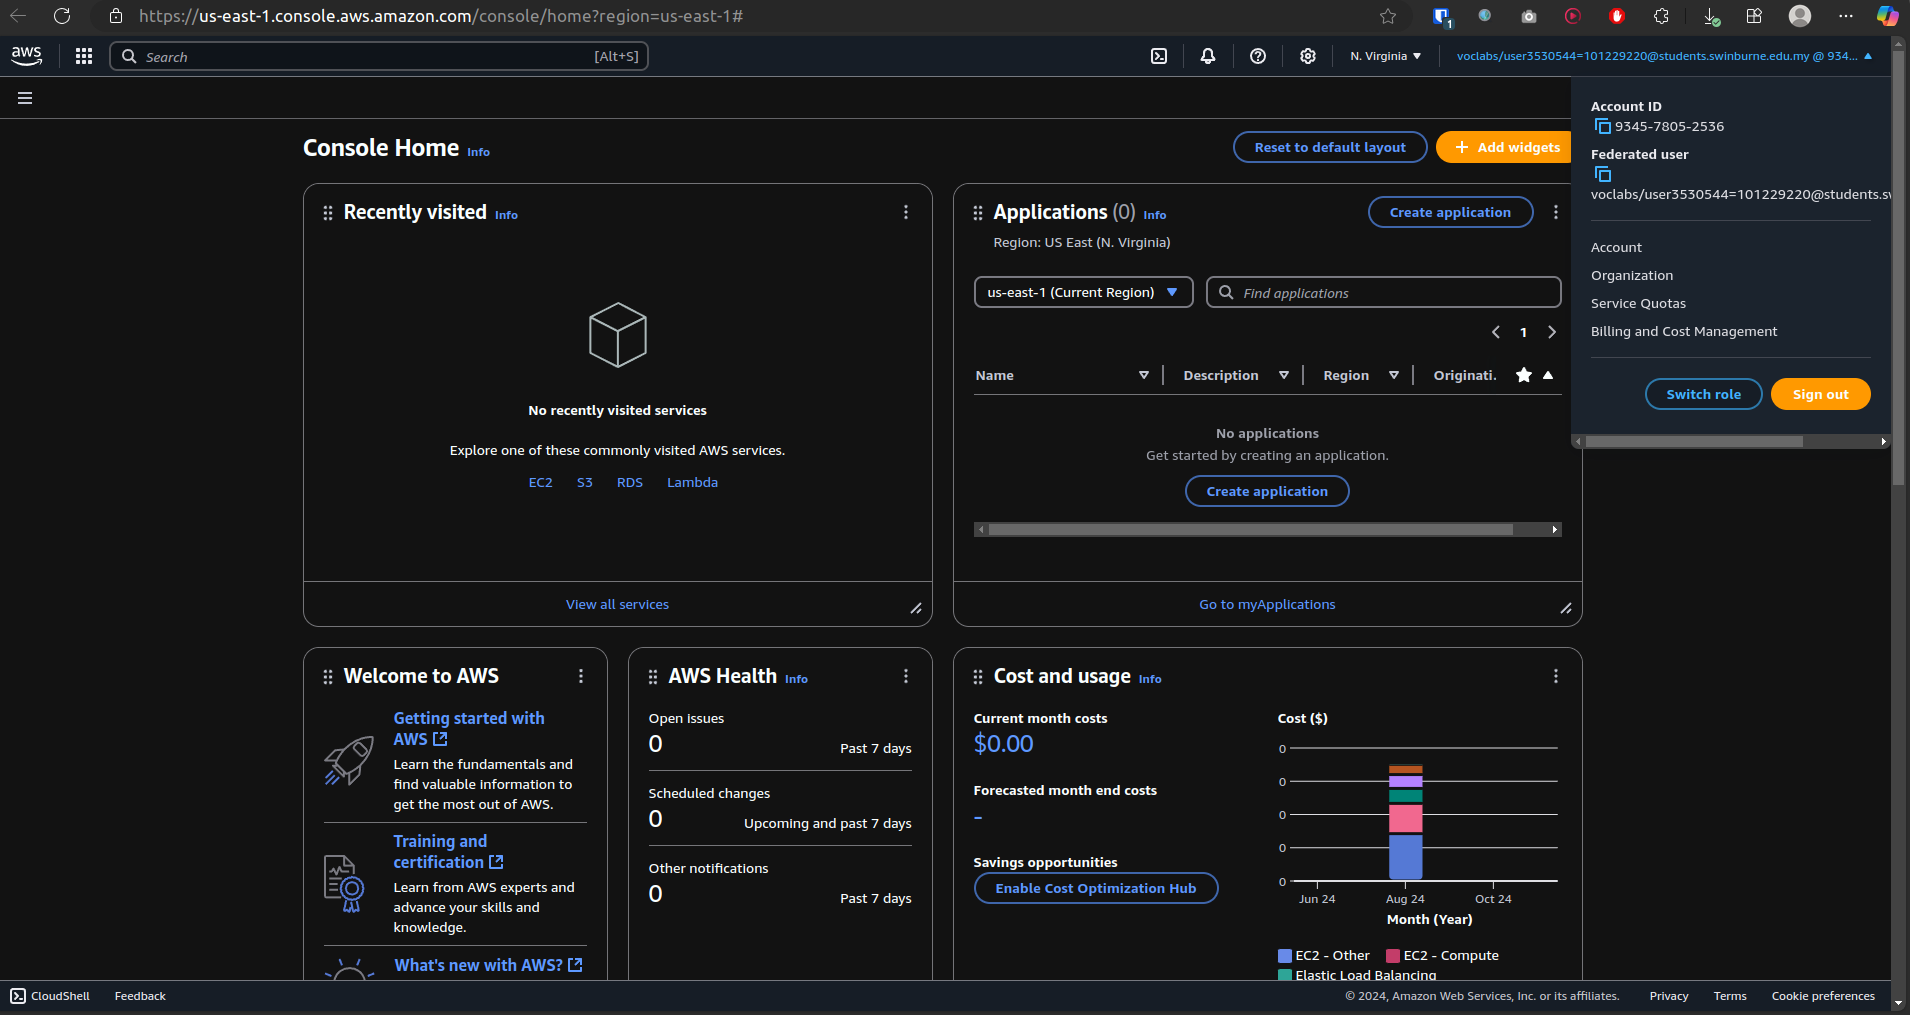 https://us-east-1.console.aws.amazon.com/console/home?region=us-east-1#
1
aws
Search
[Alt+S]
N. Virginia
voclabs/user3530544=101229220@students.swinburne.edu.my @ 934...
Account ID
9345-7805-2536
Federated user
voclabs/user3530544=101229220@students.sw
Account
Organization
Service Quotas
Billing and Cost Management
Switch role
Sign out
Console Home
Info
Reset to default layout
Add widgets
Recently visited
Info
No recently visited services
Explore one of these commonly visited AWS services.
EC2
S3
RDS
Lambda
View all services
Applications (0)
Info
Create application
Region: US East (N. Virginia)
us-east-1 (Current Region)
Find applications
1
Name
Description
Region
Originati.
No applications
Get started by creating an application.
Create application
Go to myApplications
Welcome to AWS
Getting started with
AWS
Learn the fundamentals and
find valuable information to
get the most out of AWS.
Training and
certification
Learn from AWS experts and
advance your skills and
knowledge.
What's new with AWS?
AWS Health
Info
Open issues
0
Past 7 days
Scheduled changes
0
Upcoming and past 7 days
Other notifications
0
Past 7 days
Cost and usage
Info
Current month costs
$0.00
Forecasted month end costs
-
Savings opportunities
Enable Cost Optimization Hub
Cost ($)
0
0
0
0
0
Jun 24
Aug 24
Oct 24
Month (Year)
EC2 - Other
EC2 - Compute
Elastic Load Balancing
CloudShell
Feedback
© 2024, Amazon Web Services, Inc. or its affiliates.
Privacy
Terms
Cookie preferences